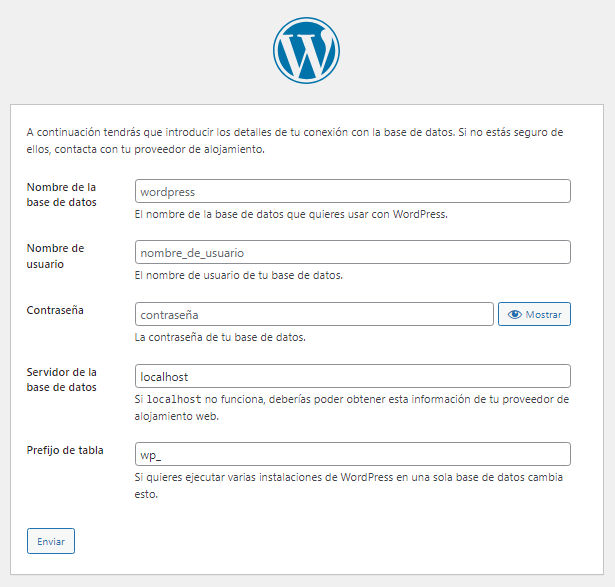 A continuación tendrás que introducir los detalles de tu conexión con la base de datos. Si no estás seguro de
ellos, contacta con tu proveedor de alojamiento.
Nombre de la
base de datos
wordpress
El nombre de la base de datos que quieres usar con WordPress.
Nombre de
usuario
nombre_de_usuario
El nombre de usuario de tu base de datos.
Contraseña
contraseña
Mostrar
La contraseña de tu base de datos.
Servidor de la
base de datos
localhost
Si localhost no funciona, deberías poder obtener esta información de tu proveedor de
alojamiento web.
Prefijo de tabla
wp_
Si quieres ejecutar varias instalaciones de WordPress en una sola base de datos cambia
esto.
Enviar